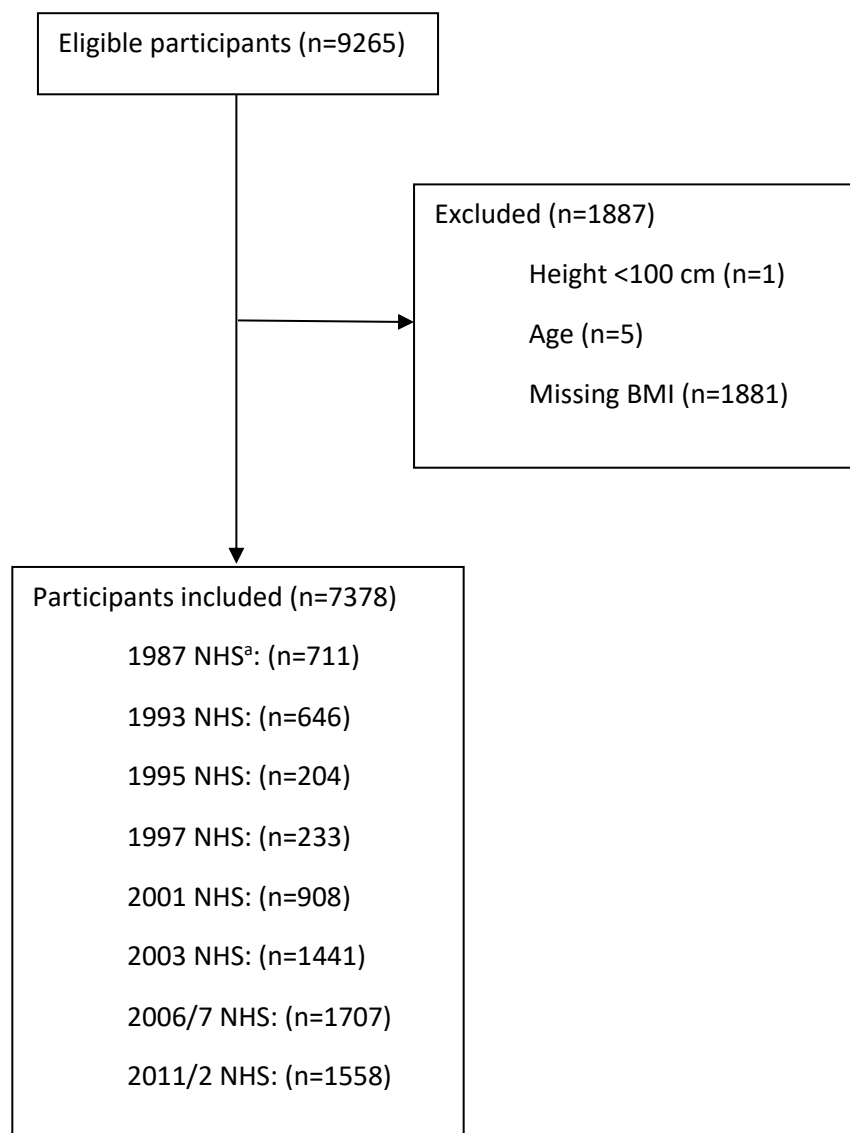 Eligible participants (n=9265)
Excluded (n=1887)
Height <100 cm (n=1)
Age (n=5)
Missing BMI (n=1881)
Participants included (n=7378)
1987 NHSᵃ: (n=711)
1993 NHS: (n=646)
1995 NHS: (n=204)
1997 NHS: (n=233)
2001 NHS: (n=908)
2003 NHS: (n=1441)
2006/7 NHS: (n=1707)
2011/2 NHS: (n=1558)